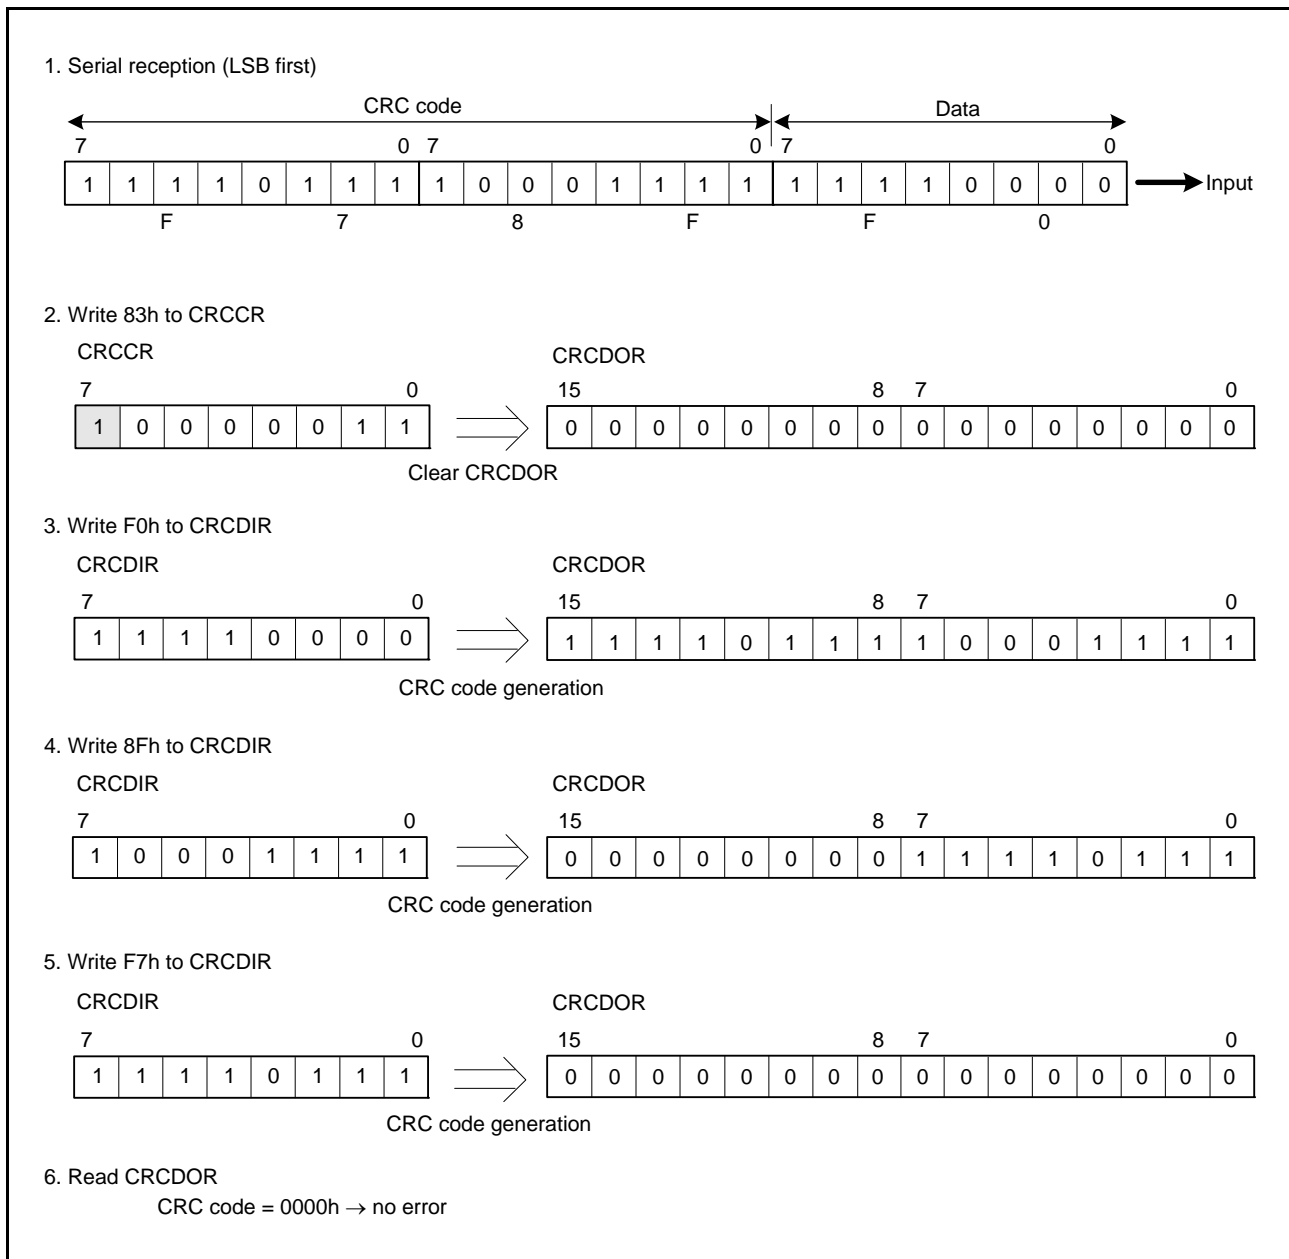 1. Serial reception (LSB first)
CRC code Data
7 0 7 0 7 0
1 1 1 1 0 1 1 1 1 0 0 0 1 1 1 1 1 1 1 1 0 0 0 0 Input
F 7 8 F F 0
2. Write 83h to CRCCR
CRCCR CRCDOR
7 0 15 8 7 0
1 0 0 0 0 0 1 1 0 0 0 0 0 0 0 0 0 0 0 0 0 0 0 0
Clear CRCDOR
3. Write F0h to CRCDIR
CRCDIR CRCDOR
7 0 15 8 7 0
1 1 1 1 0 0 0 0 1 1 1 1 0 1 1 1 1 0 0 0 1 1 1 1
CRC code generation
4. Write 8Fh to CRCDIR
CRCDIR CRCDOR
7 0 15 8 7 0
1 0 0 0 1 1 1 1 0 0 0 0 0 0 0 0 1 1 1 1 0 1 1 1
CRC code generation
5. Write F7h to CRCDIR
CRCDIR CRCDOR
7 0 15 8 7 0
1 1 1 1 0 1 1 1 0 0 0 0 0 0 0 0 0 0 0 0 0 0 0 0
CRC code generation
6. Read CRCDOR
CRC code = 0000h → no error